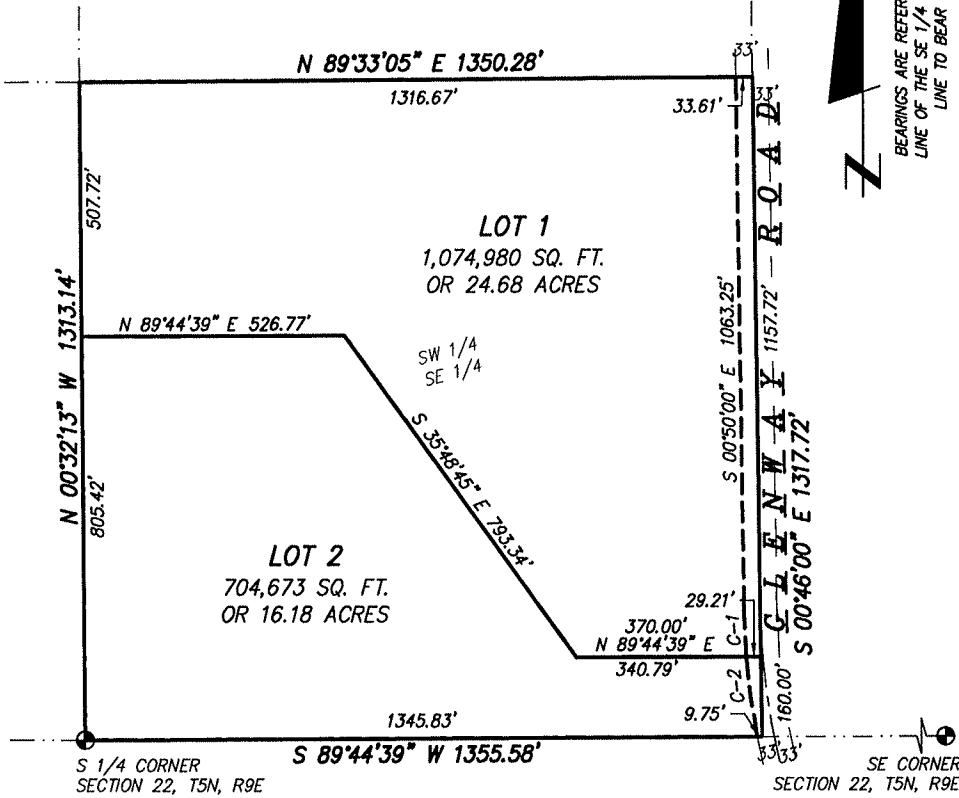 33'
N 89°33'05" E 1350.28'
1316.67'
33.61'
33'
BEARINGS ARE REFER
LINE OF THE SE 1/4
LINE TO BEAR
N
507.72'
LOT 1
1,074,980 SQ. FT.
OR 24.68 ACRES
GLENWAY ROAD
N 00°32'13" W 1313.14'
N 89°44'39" E 526.77'
SW 1/4
SE 1/4
S 00°50'00" E 1063.25'
1157.72'
S 35°48'45" E 793.34'
S 00°46'00" E 1317.72'
805.42'
LOT 2
704,673 SQ. FT.
OR 16.18 ACRES
29.21'
C-1
370.00'
N 89°44'39" E
340.79'
C-2
160.00'
9.75'
1345.83'
S 89°44'39" W 1355.58'
33'
33'
S 1/4 CORNER
SECTION 22, T5N, R9E
SE CORNER
SECTION 22, T5N, R9E